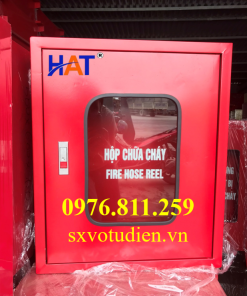 HAT
HỘP CHỮA CHÁY
FIRE HOSE REEL
0976.811.259
sxvotudien.vn